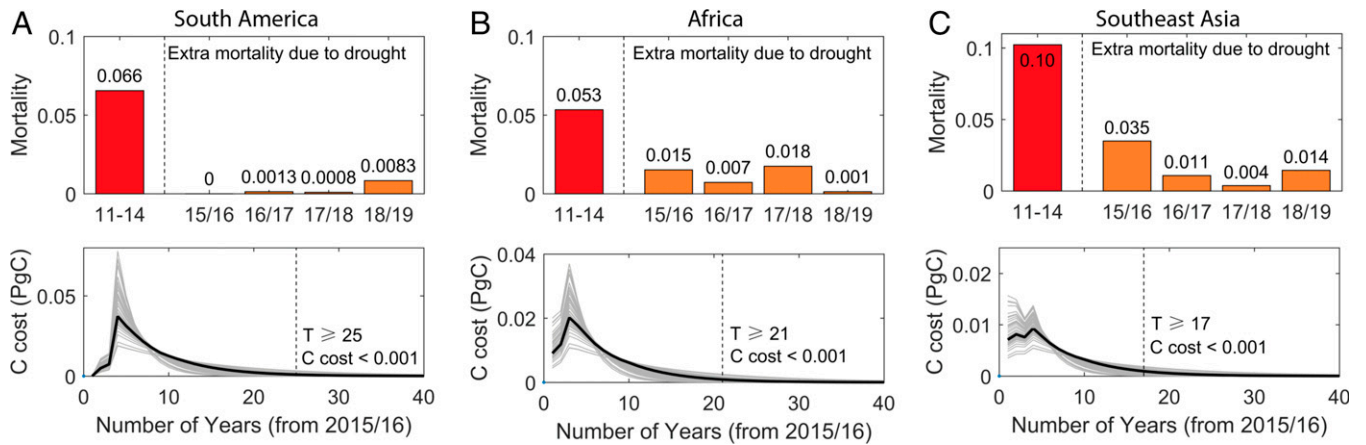 A
South America
0.1
Extra mortality due to drought
0.066
0.05
Mortality
0
0.0013
0.0008
0.0083
0
11-14
15/16
16/17
17/18
18/19
C cost (PgC)
0.05
0
T ⩾ 25
C cost < 0.001
0
10
20
30
40
Number of Years (from 2015/16)
B
Africa
0.1
Extra mortality due to drought
0.053
0.05
Mortality
0.015
0.007
0.018
0.001
0
11-14
15/16
16/17
17/18
18/19
C cost (PgC)
0.04
0.02
0
T ⩾ 21
C cost < 0.001
0
10
20
30
40
Number of Years (from 2015/16)
C
Southeast Asia
0.1
Extra mortality due to drought
0.10
0.05
Mortality
0.035
0.011
0.004
0.014
0
11-14
15/16
16/17
17/18
18/19
C cost (PgC)
0.02
0.01
0
T ⩾ 17
C cost < 0.001
0
10
20
30
40
Number of Years (from 2015/16)